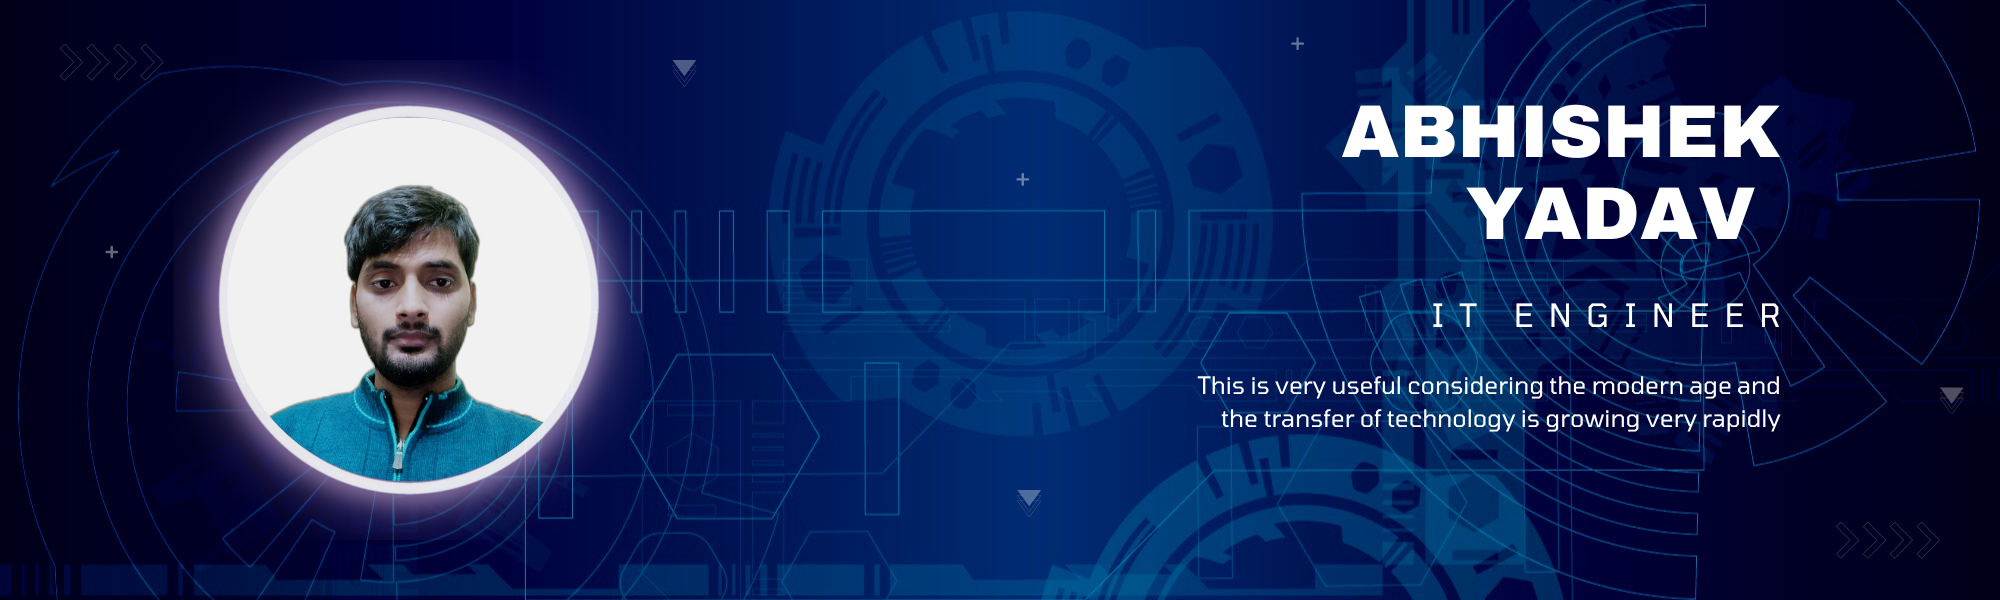 ABHISHEK
YADAV
IT ENGINEER
This is very useful considering the modern age and
the transfer of technology is growing very rapidly